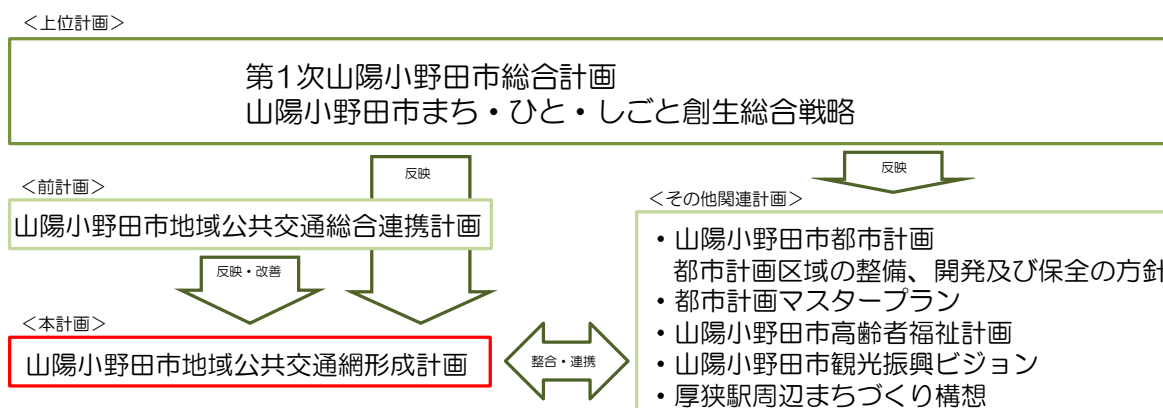 ＜上位計画＞
第1次山陽小野田市総合計画
山陽小野田市まち・ひと・しごと創生総合戦略
反映
反映
＜前計画＞
山陽小野田市地域公共交通総合連携計画
反映・改善
＜本計画＞
山陽小野田市地域公共交通網形成計画
整合・連携
＜その他関連計画＞
・山陽小野田市都市計画
都市計画区域の整備、開発及び保全の方針
・都市計画マスタープラン
・山陽小野田市高齢者福祉計画
・山陽小野田市観光振興ビジョン
・厚狭駅周辺まちづくり構想